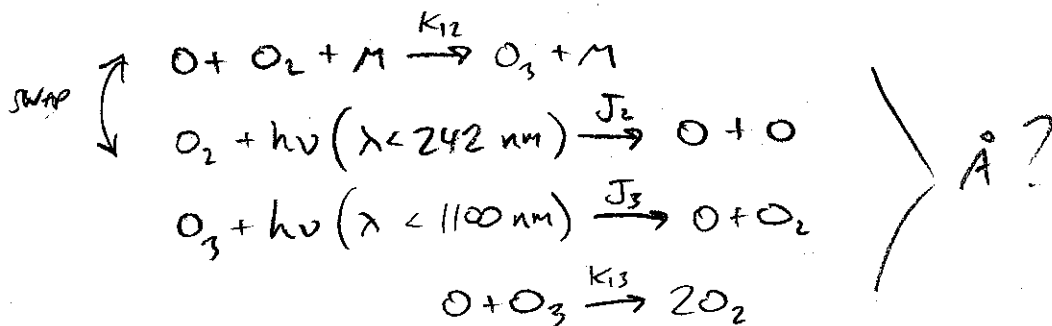 O + O₂ + M —K₁₂→ O₃ + M
SWAP
O₂ + hν (λ < 242 nm) —J₂→ O + O
O₃ + hν (λ < 1100 nm) —J₃→ O + O₂
Å?
O + O₃ —K₁₃→ 2O₂